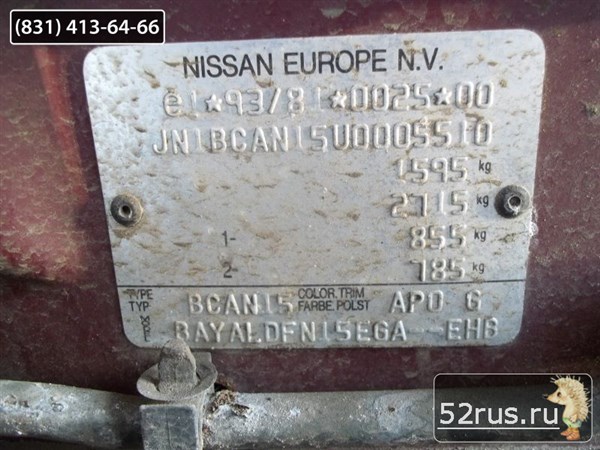 (831) 413-64-66
NISSAN EUROPE N.V.
e1*93/81*0025*00
JN1BCAN15U0005510
1595 kg
2715 kg
1- 855 kg
2- 785 kg
TYPE TYP BCAN15 COLOR.TRIM FARBE.POLST AP0 G
BAYALDFN15EGA--EHB
52rus.ru